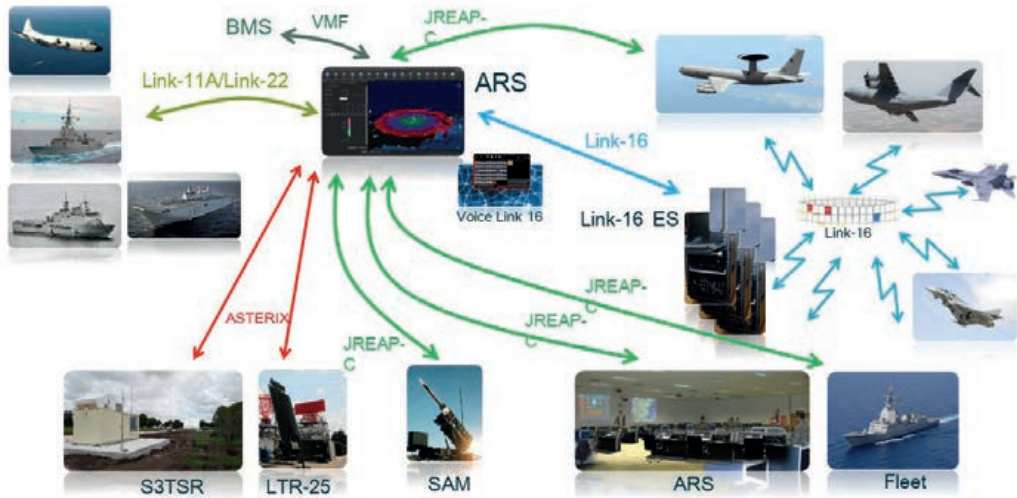 JREAP-
C
VMF
BMS
Link-11A/Link-22
ARS
Link-16
Voice Link 16
Link-16 ES
Link-16
ASTERIX
JREAP-
C
JREAP-
C
JREAP-
C
S3TSR
LTR-25
SAM
ARS
Fleet